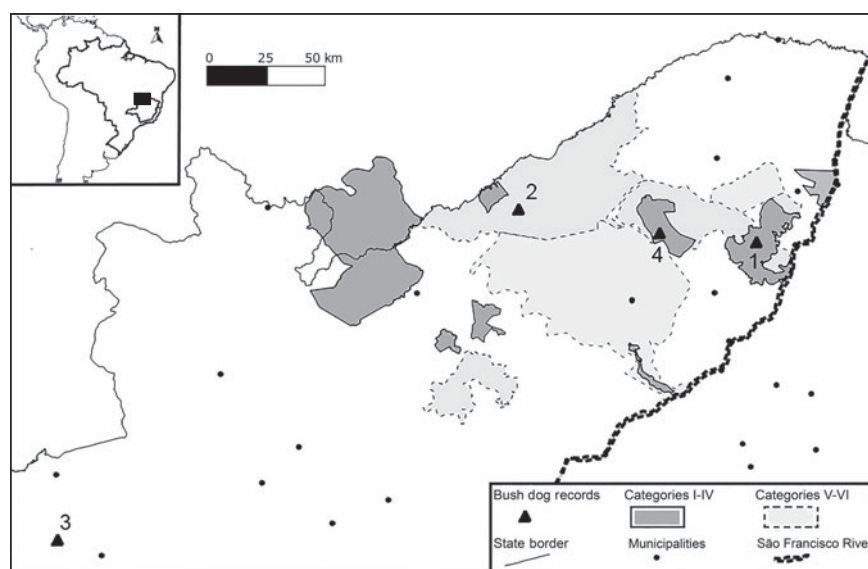 N
0 25 50 km
2
4
1
3
Bush dog records Categories I-IV Categories V-VI
State border Municipalities São Francisco River